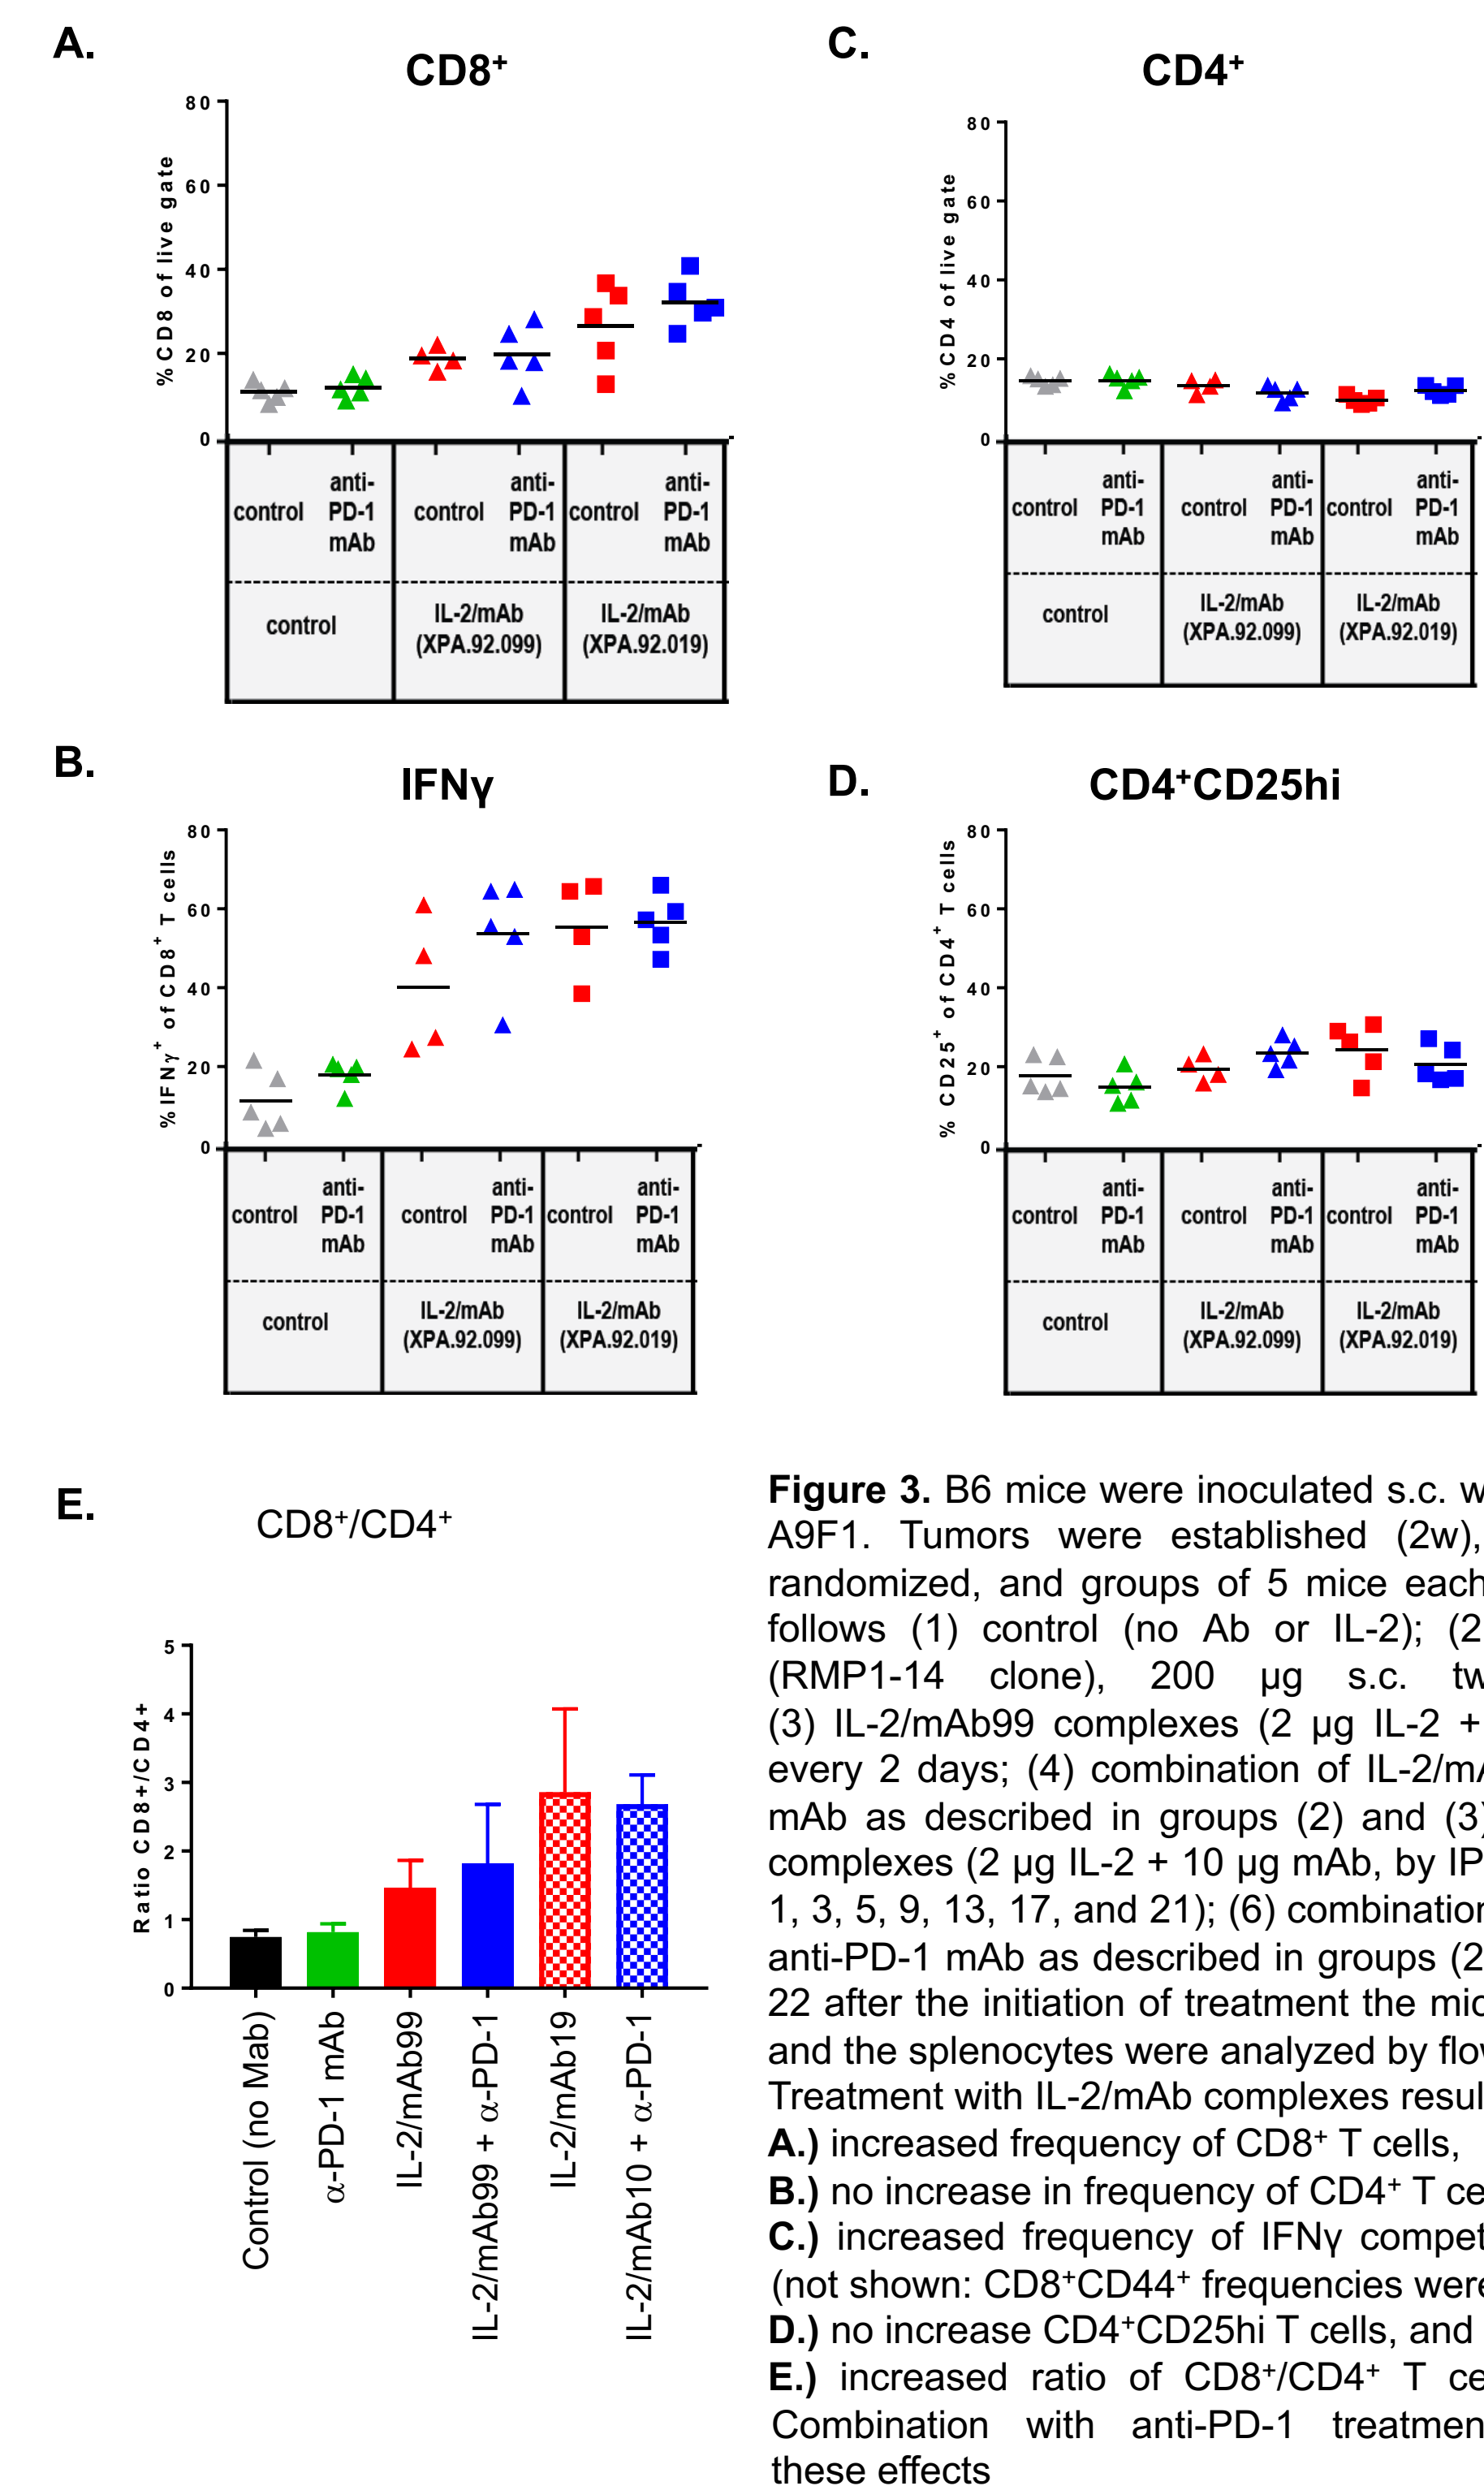 A.
CD8+
80
60
40
20
0
%CD8 of live gate
control
anti-
PD-1
mAb
control
anti-
PD-1
mAb
control
anti-
PD-1
mAb
control
IL-2/mAb
(XPA.92.099)
IL-2/mAb
(XPA.92.019)
C.
CD4+
80
60
40
20
0
%CD4 of live gate
control
anti-
PD-1
mAb
control
anti-
PD-1
mAb
control
anti-
PD-1
mAb
control
IL-2/mAb
(XPA.92.099)
IL-2/mAb
(XPA.92.019)
B.
IFNγ
80
60
40
20
0
%IFNγ+ of CD8+ T cells
control
anti-
PD-1
mAb
control
anti-
PD-1
mAb
control
anti-
PD-1
mAb
control
IL-2/mAb
(XPA.92.099)
IL-2/mAb
(XPA.92.019)
D.
CD4+CD25hi
80
60
40
20
0
% CD25+ of CD4+ T cells
control
anti-
PD-1
mAb
control
anti-
PD-1
mAb
control
anti-
PD-1
mAb
control
IL-2/mAb
(XPA.92.099)
IL-2/mAb
(XPA.92.019)
E.
CD8+/CD4+
5
4
3
2
1
0
Ratio CD8+/CD4+
Control (no Mab)
α-PD-1 mAb
IL-2/mAb99
IL-2/mAb99 + α-PD-1
IL-2/mAb19
IL-2/mAb10 + α-PD-1
Figure 3. B6 mice were inoculated s.c. w
A9F1. Tumors were established (2w),
randomized, and groups of 5 mice each
follows (1) control (no Ab or IL-2); (2
(RMP1-14 clone), 200 µg s.c. tw
(3) IL-2/mAb99 complexes (2 µg IL-2 +
every 2 days; (4) combination of IL-2/mA
mAb as described in groups (2) and (3)
complexes (2 µg IL-2 + 10 µg mAb, by IP
1, 3, 5, 9, 13, 17, and 21); (6) combination
anti-PD-1 mAb as described in groups (2
22 after the initiation of treatment the mic
and the splenocytes were analyzed by flow
Treatment with IL-2/mAb complexes resul
A.) increased frequency of CD8+ T cells,
B.) no increase in frequency of CD4+ T ce
C.) increased frequency of IFNγ compet
(not shown: CD8+CD44+ frequencies were
D.) no increase CD4+CD25hi T cells, and
E.) increased ratio of CD8+/CD4+ T ce
Combination with anti-PD-1 treatmen
these effects